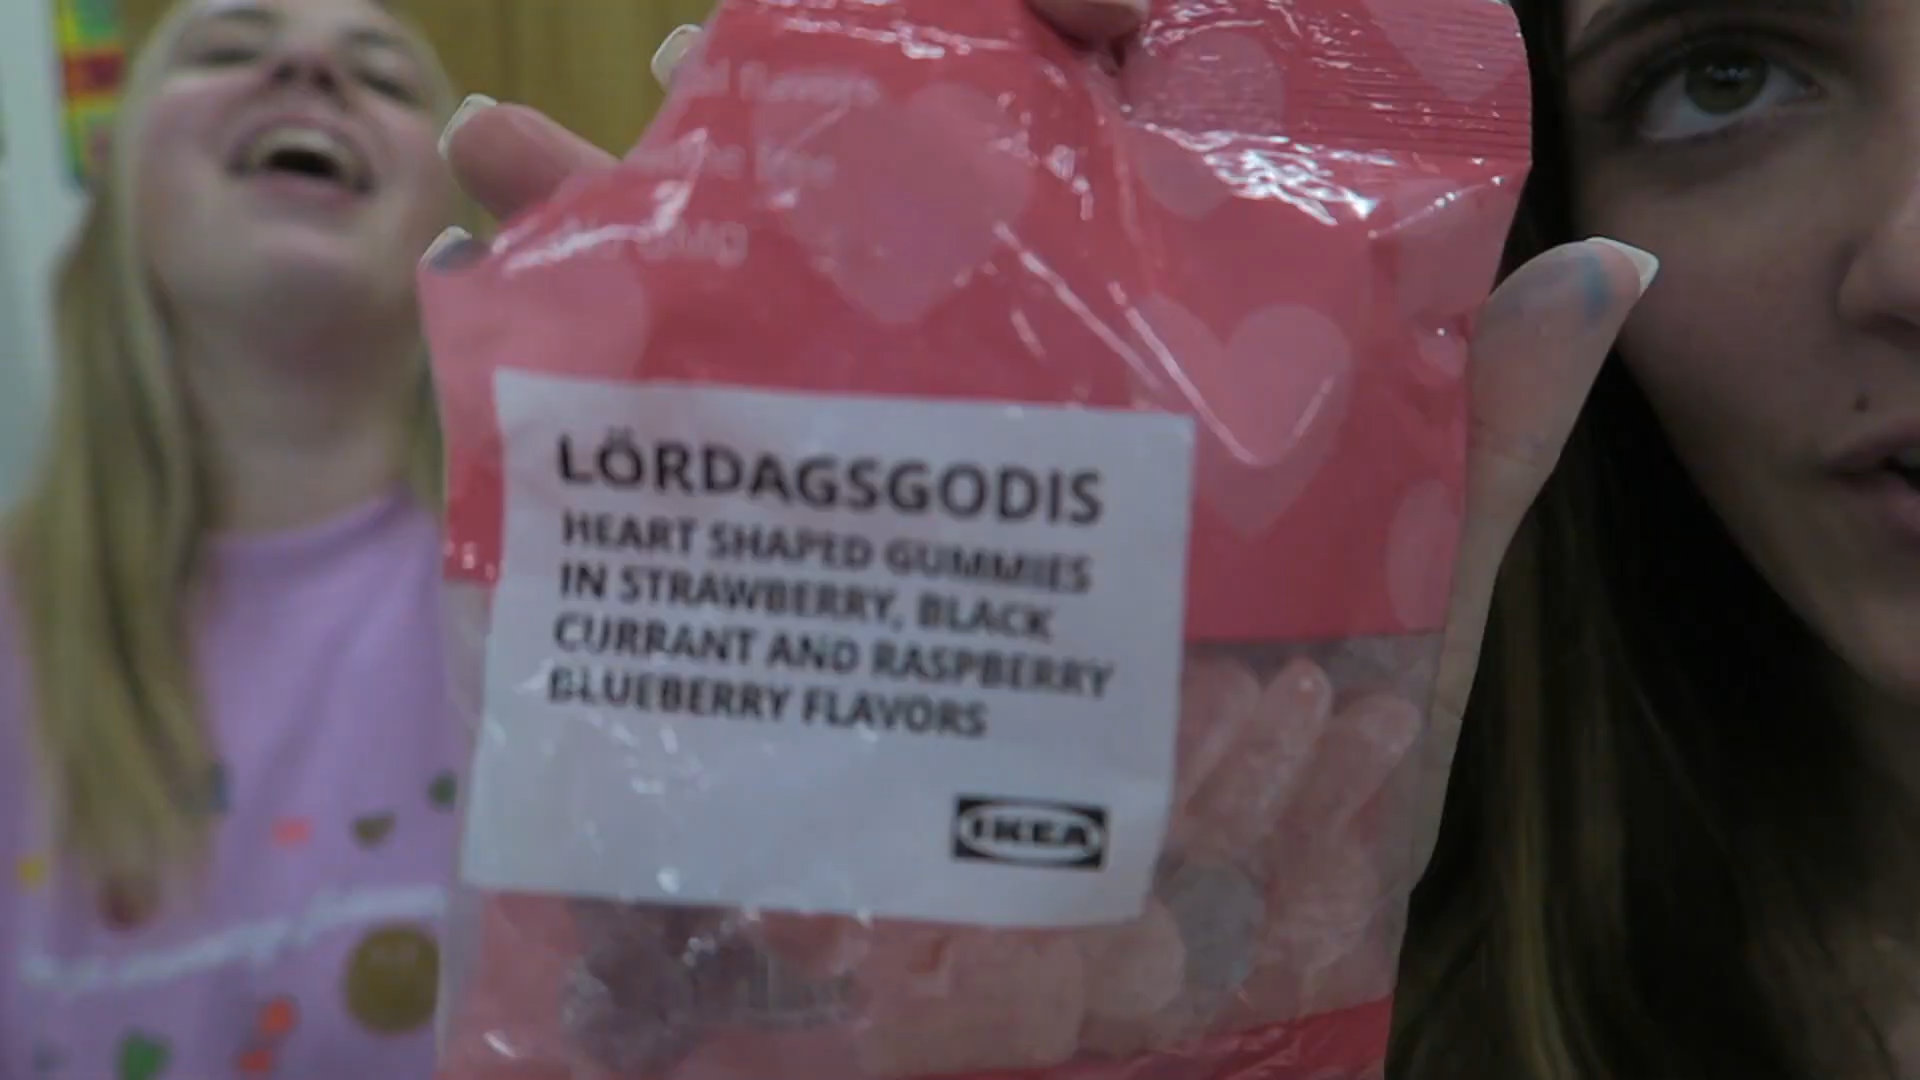 LÖRDAGSGODIS
HEART SHAPED GUMMIES
IN STRAWBERRY, BLACK
CURRANT AND RASPBERRY
BLUEBERRY FLAVORS
IKEA